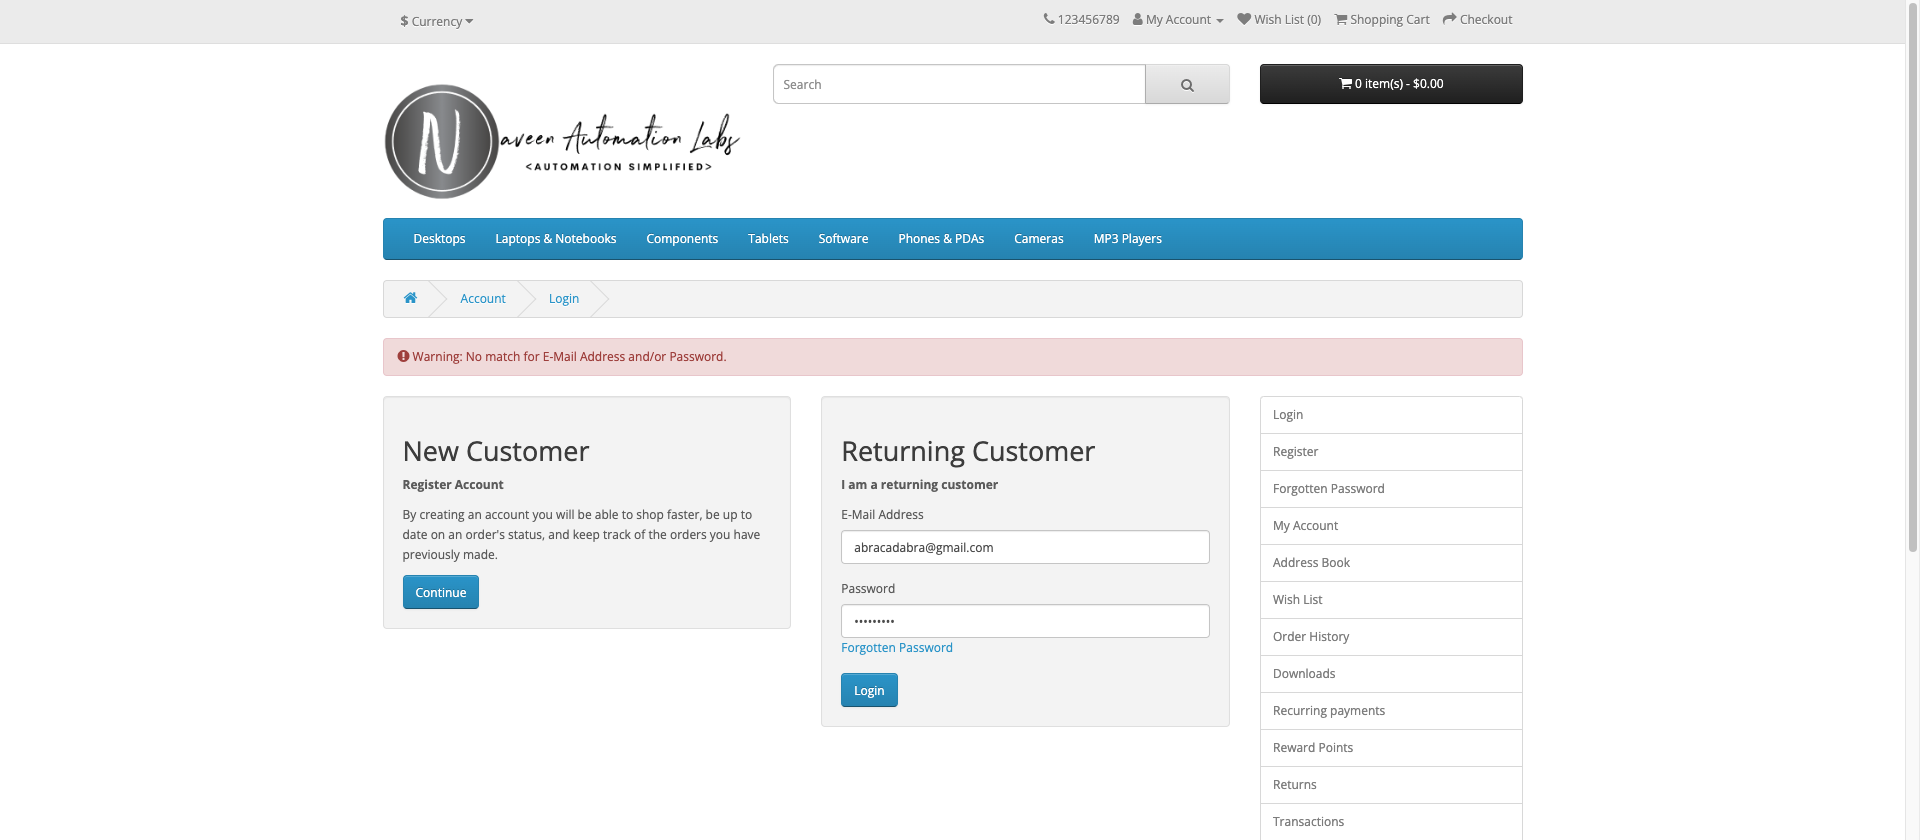 $ Currency
123456789 My Account Wish List (0) Shopping Cart Checkout
Search
0 item(s) - $0.00
N
aveen Automation Labs
<AUTOMATION SIMPLIFIED>
Desktops Laptops & Notebooks Components Tablets Software Phones & PDAs Cameras MP3 Players
Account Login
Warning: No match for E-Mail Address and/or Password.
New Customer
Register Account
By creating an account you will be able to shop faster, be up to
date on an order's status, and keep track of the orders you have
previously made.
Continue
Returning Customer
I am a returning customer
E-Mail Address
abracadabra@gmail.com
Password
•••••••••
Forgotten Password
Login
Login
Register
Forgotten Password
My Account
Address Book
Wish List
Order History
Downloads
Recurring payments
Reward Points
Returns
Transactions